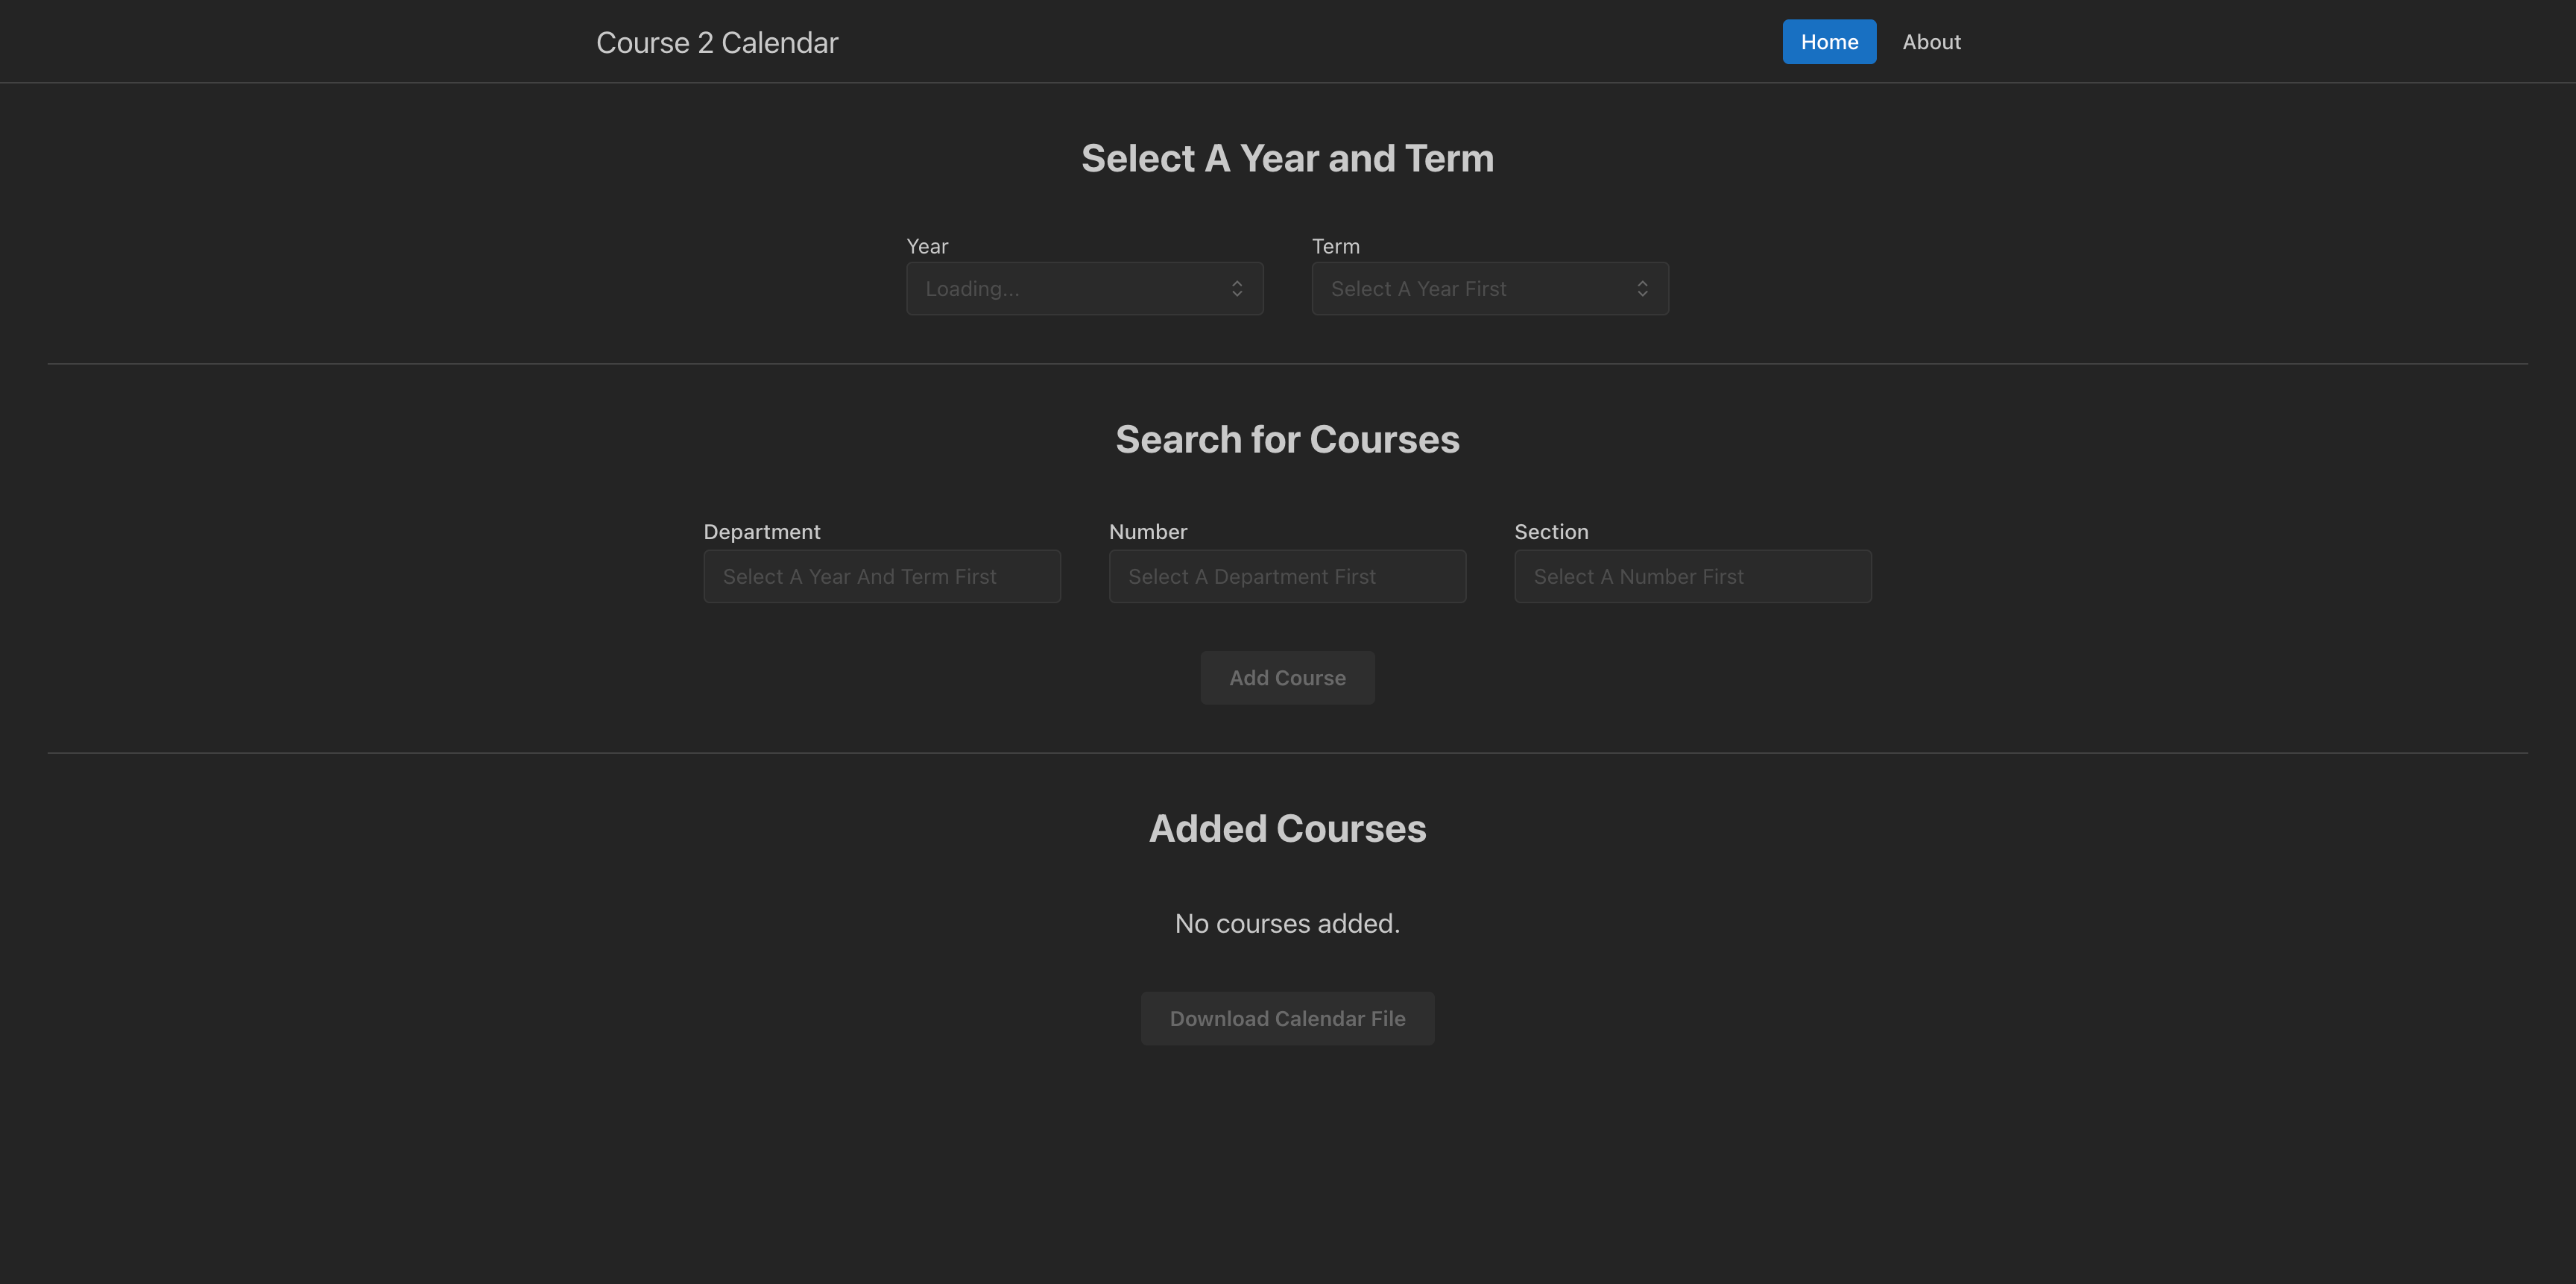 Course 2 Calendar
Home
About
Select A Year and Term
Year
Term
Loading...
Select A Year First
Search for Courses
Department
Number
Section
Select A Year And Term First
Select A Department First
Select A Number First
Add Course
Added Courses
No courses added.
Download Calendar File